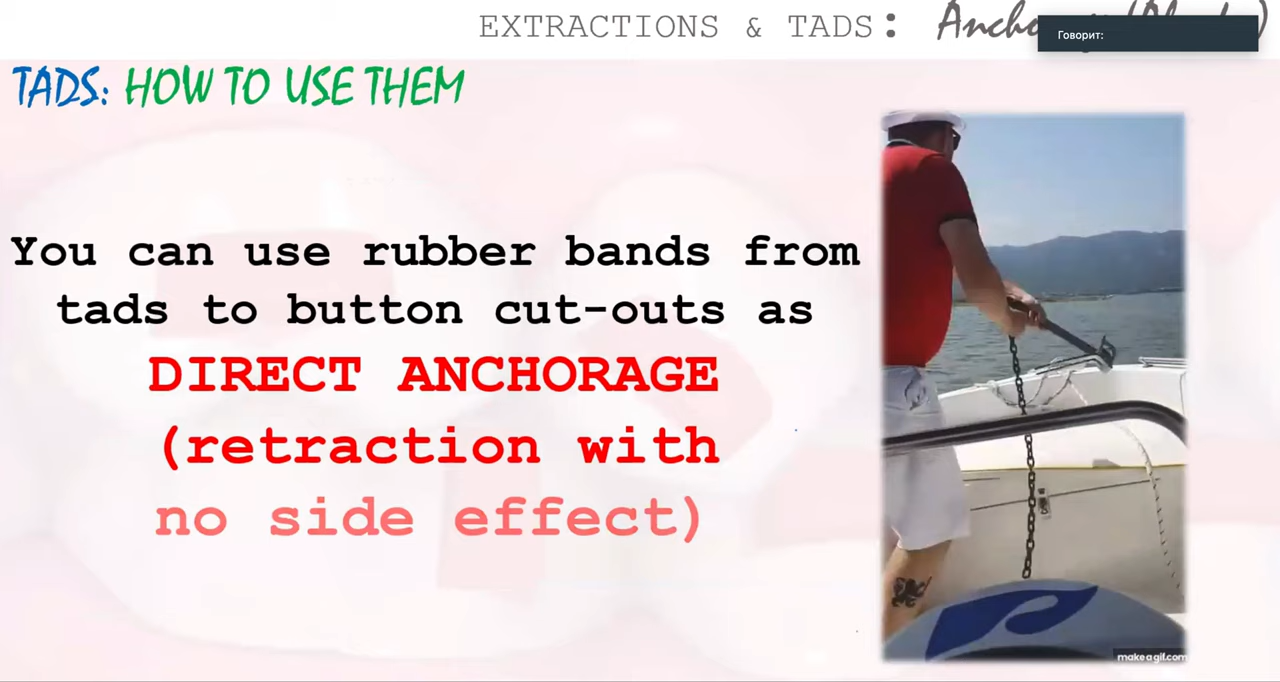 EXTRACTIONS & TADS:
Говорит:
TADS: HOW TO USE THEM
You can use rubber bands from
tads to button cut-outs as
DIRECT ANCHORAGE
(retraction with
no side effect)
makeagif.com